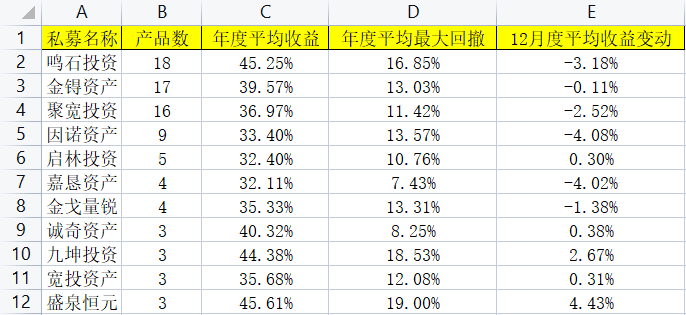 A B C D E
1 私募名称 产品数 年度平均收益 年度平均最大回撤 12月度平均收益变动
2 鸣石投资 18 45.25% 16.85% -3.18%
3 金锝资产 17 39.57% 13.03% -0.11%
4 聚宽投资 16 36.97% 11.42% -2.52%
5 因诺资产 9 33.40% 13.57% -4.08%
6 启林投资 5 32.40% 10.76% 0.30%
7 嘉恳资产 4 32.11% 7.43% -4.02%
8 金戈量锐 4 35.33% 13.31% -1.38%
9 诚奇资产 3 40.32% 8.25% 0.38%
10 九坤投资 3 44.38% 18.53% 2.67%
11 宽投资产 3 35.68% 12.08% 0.31%
12 盛泉恒元 3 45.61% 19.00% 4.43%